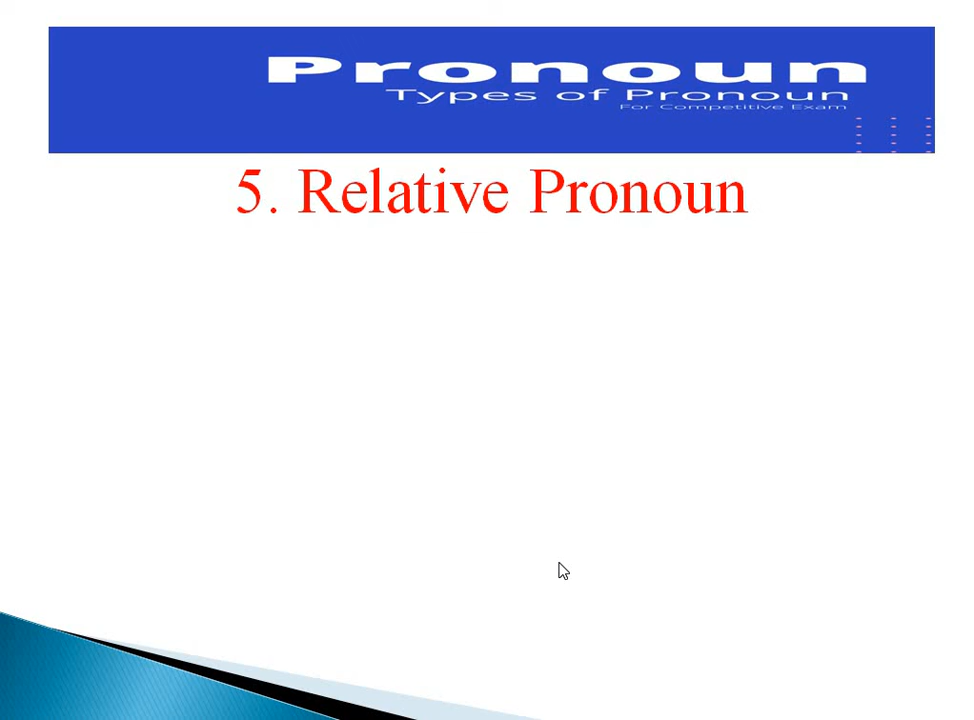 Pronoun
Types of Pronoun
For Competitive Exam
5. Relative Pronoun